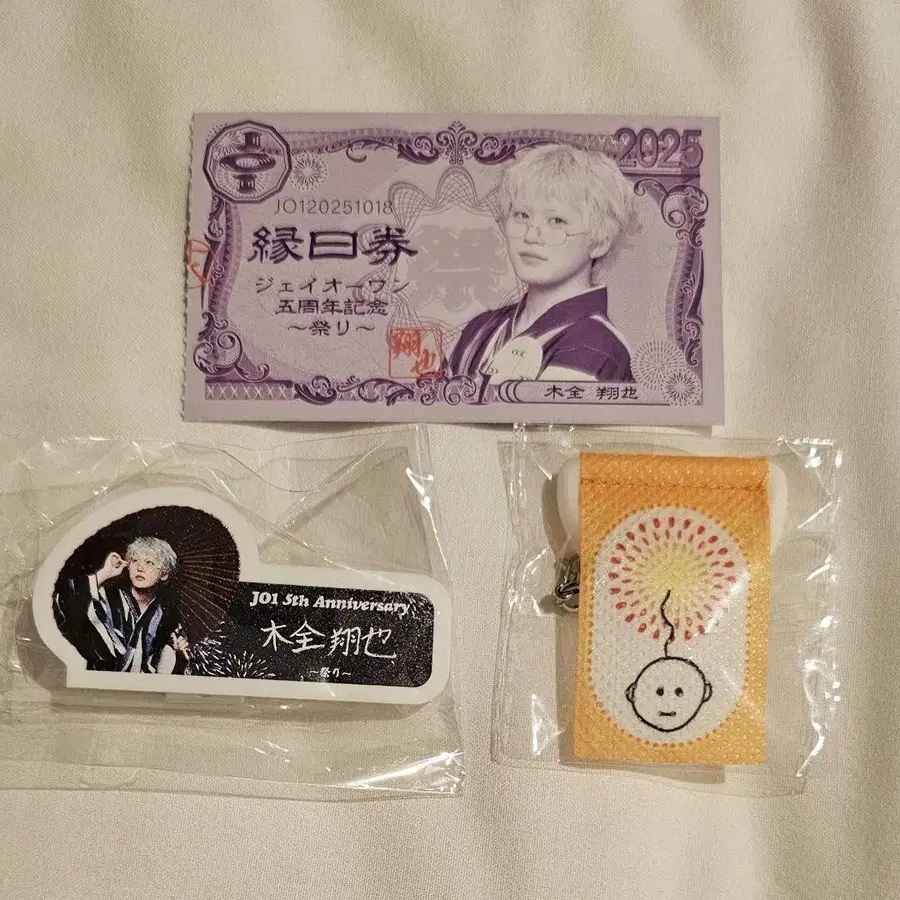 2025
JO120251018
縁日券
ジェイオーワン
五周年記念
~祭り~
祭
翔也
木全 翔也
JO1 5th Anniversary
木全翔也
~祭り~